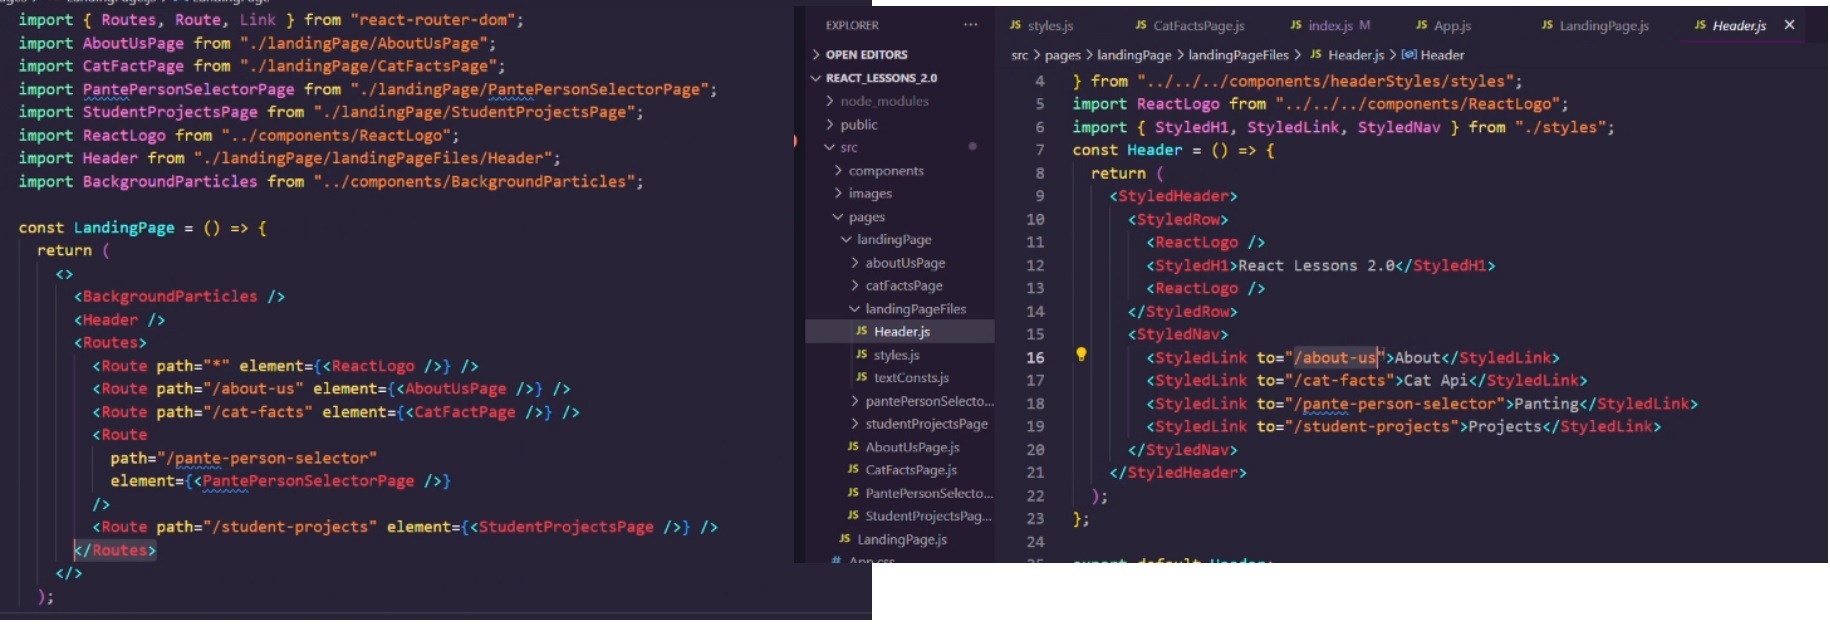 import { Routes, Route, Link } from "react-router-dom";
import AboutUsPage from "./landingPage/AboutUsPage";
import CatFactPage from "./landingPage/CatFactsPage";
import PantePersonSelectorPage from "./landingPage/PantePersonSelectorPage";
import StudentProjectsPage from "./landingPage/StudentProjectsPage";
import ReactLogo from "../components/ReactLogo";
import Header from "./landingPage/landingPageFiles/Header";
import BackgroundParticles from "../components/BackgroundParticles";
const LandingPage = () => {
return (
<>
<BackgroundParticles />
<Header />
<Routes>
<Route path="*" element={<ReactLogo />} />
<Route path="/about-us" element={<AboutUsPage />} />
<Route path="/cat-facts" element={<CatFactPage />} />
<Route
path="/pante-person-selector"
element={<PantePersonSelectorPage />}
/>
<Route path="/student-projects" element={<StudentProjectsPage />} />
</Routes>
</>
);
EXPLORER ...
OPEN EDITORS
REACT_LESSONS_2.0
node_modules
public
src
components
images
pages
landingPage
aboutUsPage
catFactsPage
landingPageFiles
JS Header.js
JS styles.js
JS textConsts.js
pantePersonSelecto...
studentProjectsPage
JS AboutUsPage.js
JS CatFactsPage.js
JS PantePersonSelecto...
JS StudentProjectsPag...
JS LandingPage.js
# App.css
JS styles.js JS CatFactsPage.js JS index.js M JS App.js JS LandingPage.js JS Header.js
src > pages > landingPage > landingPageFiles > JS Header.js > Header
4 } from "../../../components/headerStyles/styles";
5 import ReactLogo from "../../../components/ReactLogo";
6 import { StyledH1, StyledLink, StyledNav } from "./styles";
7 const Header = () => {
8 return (
9 <StyledHeader>
10 <StyledRow>
11 <ReactLogo />
12 <StyledH1>React Lessons 2.0</StyledH1>
13 <ReactLogo />
14 </StyledRow>
15 <StyledNav>
16 <StyledLink to="/about-us">About</StyledLink>
17 <StyledLink to="/cat-facts">Cat Api</StyledLink>
18 <StyledLink to="/pante-person-selector">Panting</StyledLink>
19 <StyledLink to="/student-projects">Projects</StyledLink>
20 </StyledNav>
21 </StyledHeader>
22 );
23 };
24
25 export default Header;